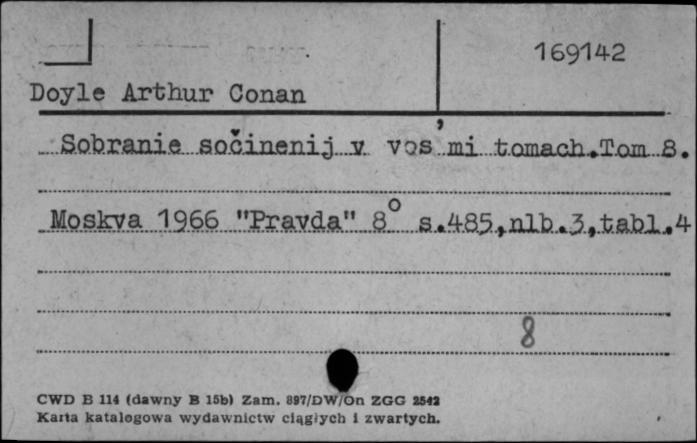 169142
Doyle Arthur Conan
Sobranie sočinenij v vos'mi tomach.Tom 8.
Moskva 1966 "Pravda" 8° s.485,nlb.3,tabl.4
8
CWD B 114 (dawny B 15b) Zam. 897/DW/On ZGG 2542
Karta katalogowa wydawnictw ciągłych i zwartych.